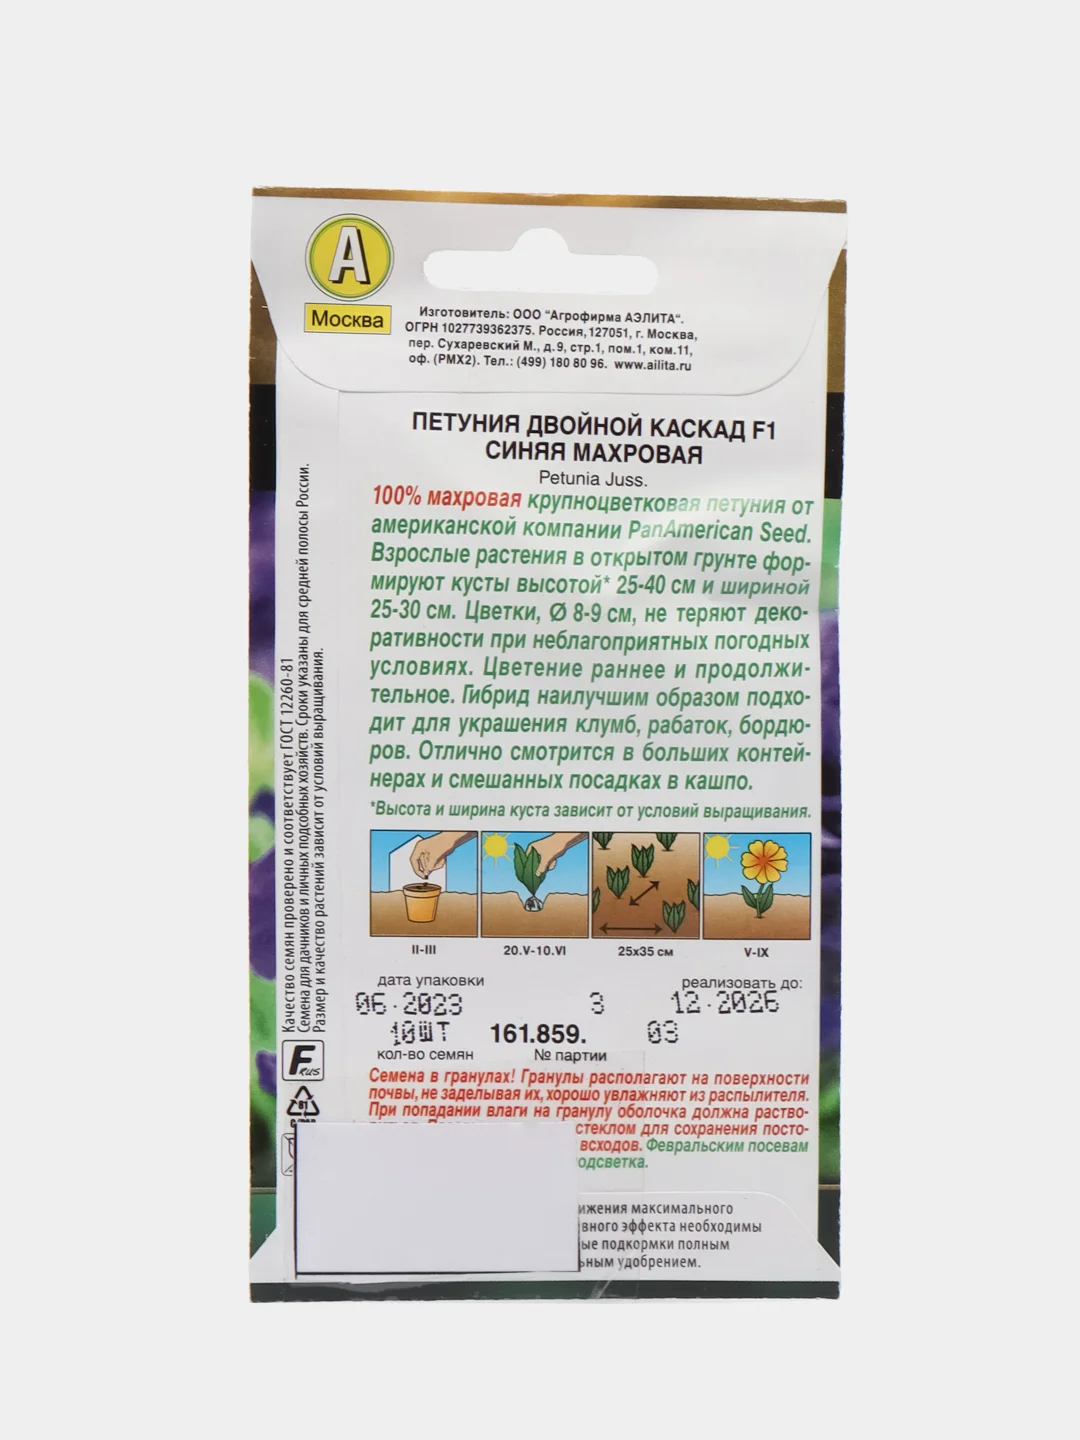 А
Москва
Изготовитель: ООО "Агрофирма АЭЛИТА".
ОГРН 1027739362375. Россия, 127051, г. Москва,
пер. Сухаревский М., д.9, стр.1, пом.1, ком.11,
оф. (РМХ2). Тел.: (499) 180 80 96. www.ailita.ru
ПЕТУНИЯ ДВОЙНОЙ КАСКАД F1
СИНЯЯ МАХРОВАЯ
Petunia Juss.
100% махровая крупноцветковая петуния от
американской компании PanAmerican Seed.
Взрослые растения в открытом грунте фор-
мируют кусты высотой* 25-40 см и шириной
25-30 см. Цветки, Ø 8-9 см, не теряют деко-
ративности при неблагоприятных погодных
условиях. Цветение раннее и продолжи-
тельное. Гибрид наилучшим образом подхо-
дит для украшения клумб, рабаток, бордю-
ров. Отлично смотрится в больших контей-
нерах и смешанных посадках в кашпо.
*Высота и ширина куста зависит от условий выращивания.
II-III
20.V-10.VI
25x35 см
V-IX
дата упаковки
реализовать до:
06.2023
3
12.2026
10ШТ
161.859.
03
кол-во семян
№ партии
Семена в гранулах! Гранулы располагают на поверхности
почвы, не заделывая их, хорошо увлажняют из распылителя.
При попадании влаги на гранулу оболочка должна раство-
стеклом для сохранения посто-
всходов. Февральским посевам
одсветка.
ижения максимального
вного эффекта необходимы
ые подкормки полным
ьным удобрением.
Качество семян проверено и соответствует ГОСТ 12260-81
Семена для дачников и личных подсобных хозяйств. Сроки указаны для средней полосы России.
Размер и качество растений зависит от условий выращивания.
F RUS
81